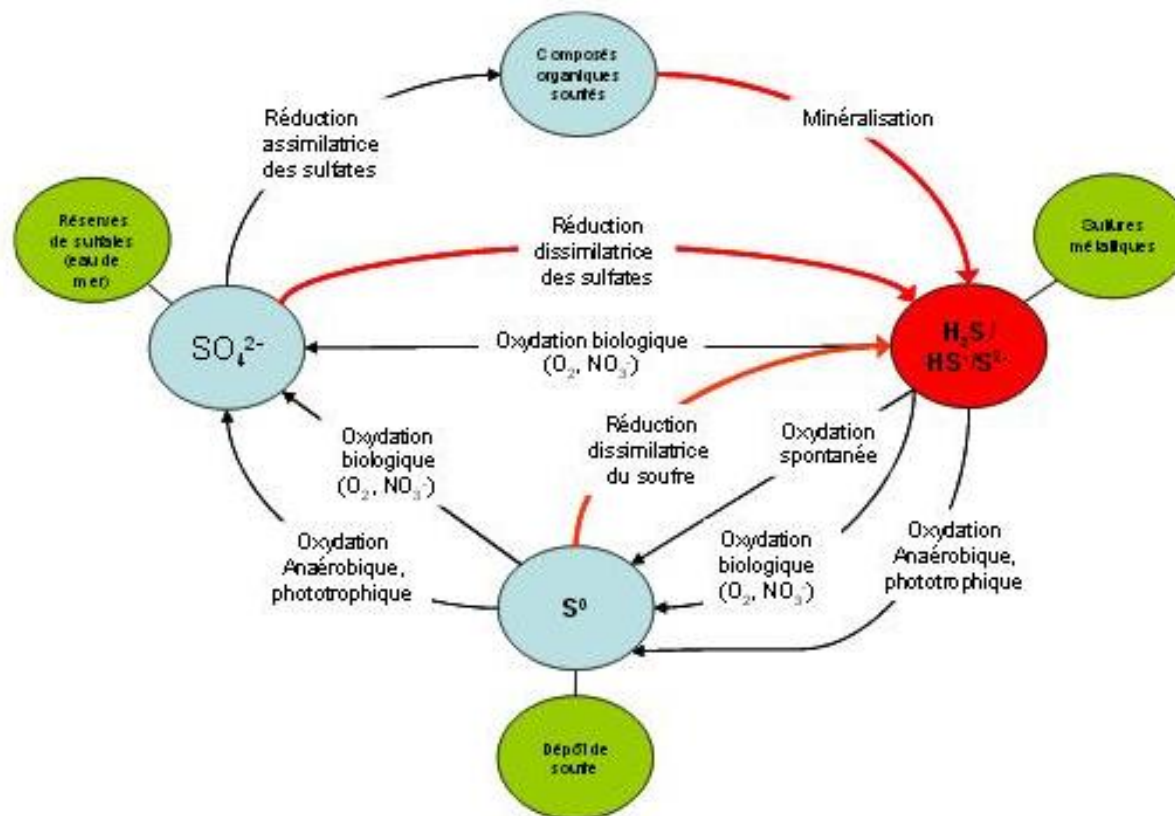 Composés
organiques
soufrés
Réduction
assimilatrice
des sulfates
Minéralisation
Réserves
de sulfates
(eau de
mer)
Réduction
dissimilatrice
des sulfates
Sulfures
métalliques
SO₄²⁻
Oxydation biologique
(O₂, NO₃⁻)
H₂S /
HS⁻/S²⁻
Oxydation
biologique
(O₂, NO₃⁻)
Réduction
dissimilatrice
du soufre
Oxydation
spontanée
Oxydation
Anaérobique,
phototrophique
Oxydation
biologique
(O₂, NO₃⁻)
Oxydation
Anaérobique,
phototrophique
S⁰
Dépôt de
soufre